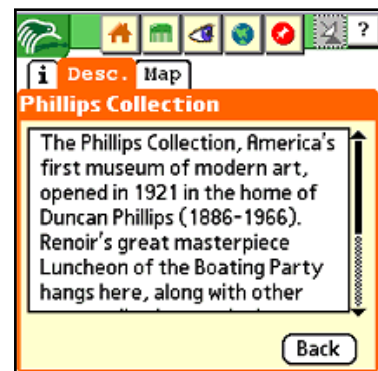 ?
i Desc. Map
Phillips Collection
The Phillips Collection, America's
first museum of modern art,
opened in 1921 in the home of
Duncan Phillips (1886-1966).
Renoir's great masterpiece
Luncheon of the Boating Party
hangs here, along with other
Back